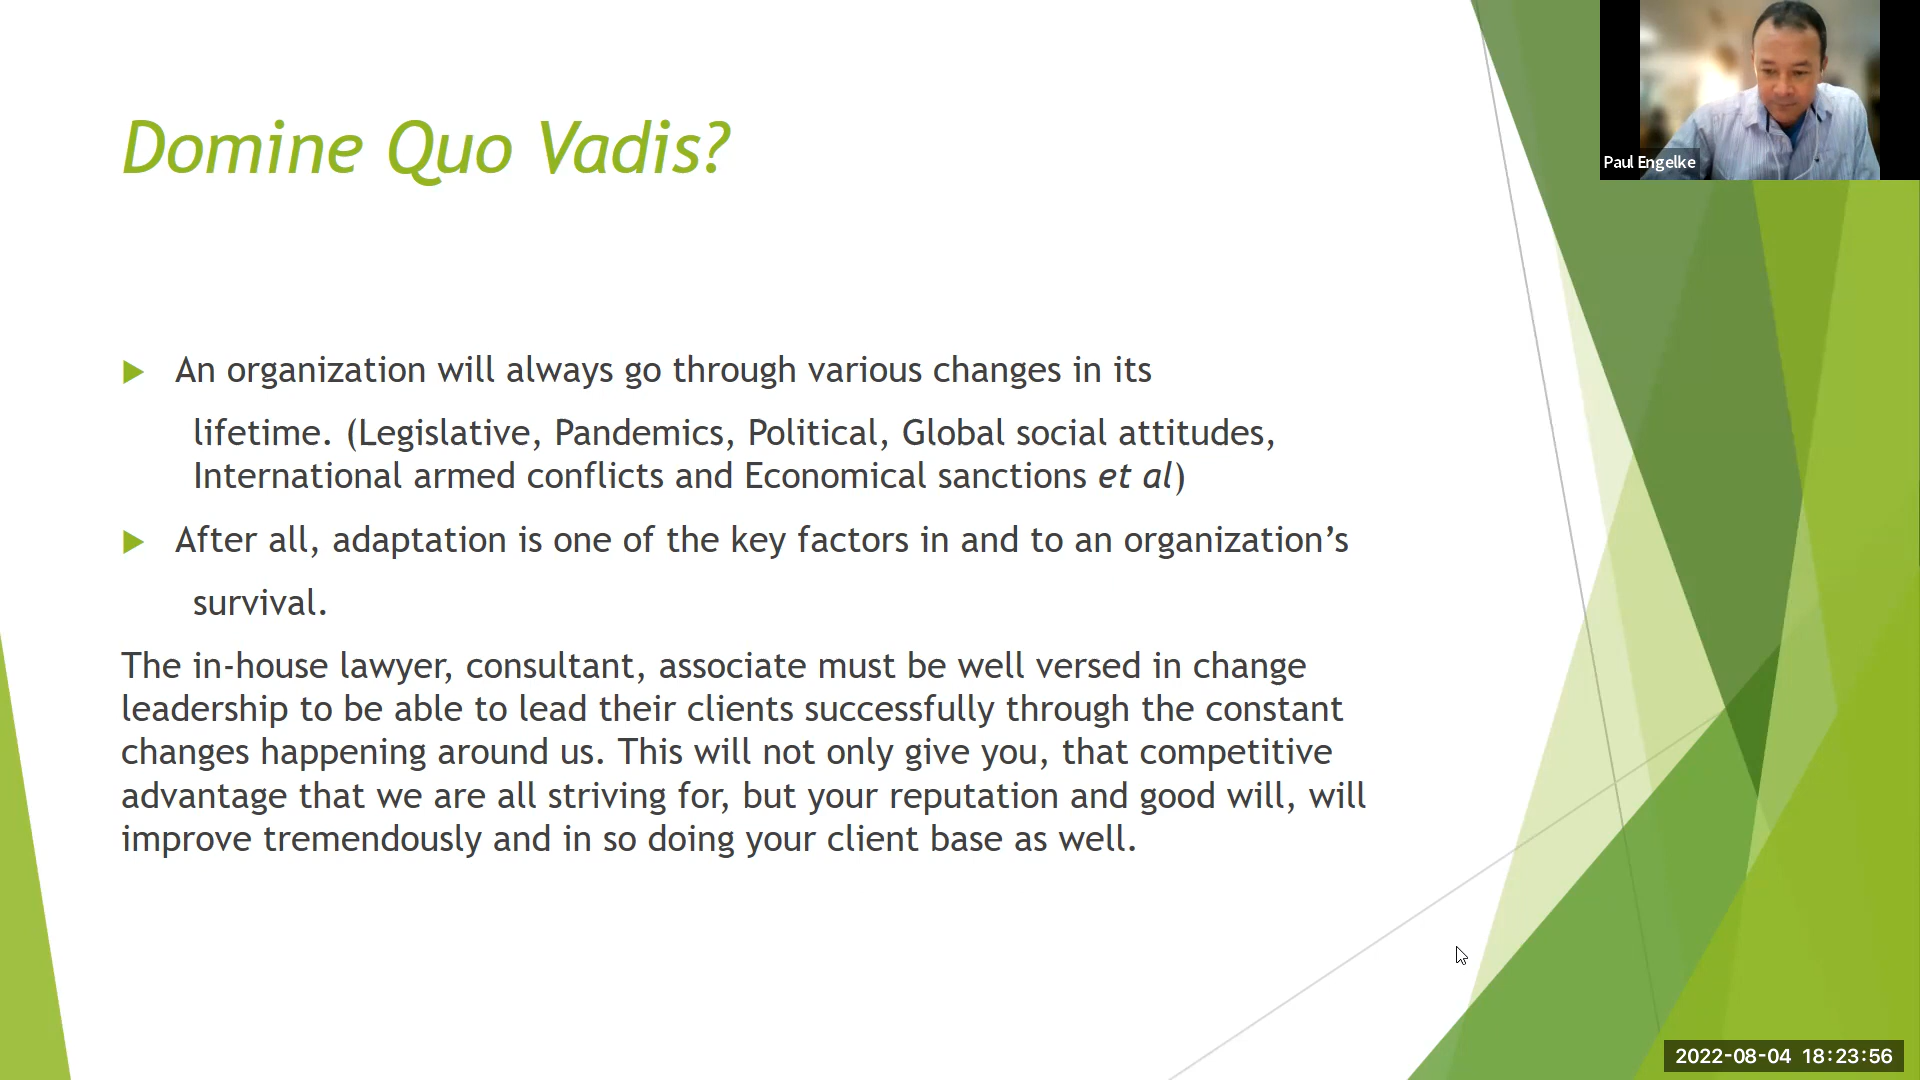 Domine Quo Vadis?
Paul Engelke
An organization will always go through various changes in its
lifetime. (Legislative, Pandemics, Political, Global social attitudes,
International armed conflicts and Economical sanctions et al)
After all, adaptation is one of the key factors in and to an organization’s
survival.
The in-house lawyer, consultant, associate must be well versed in change
leadership to be able to lead their clients successfully through the constant
changes happening around us. This will not only give you, that competitive
advantage that we are all striving for, but your reputation and good will, will
improve tremendously and in so doing your client base as well.
2022-08-04 18:23:56